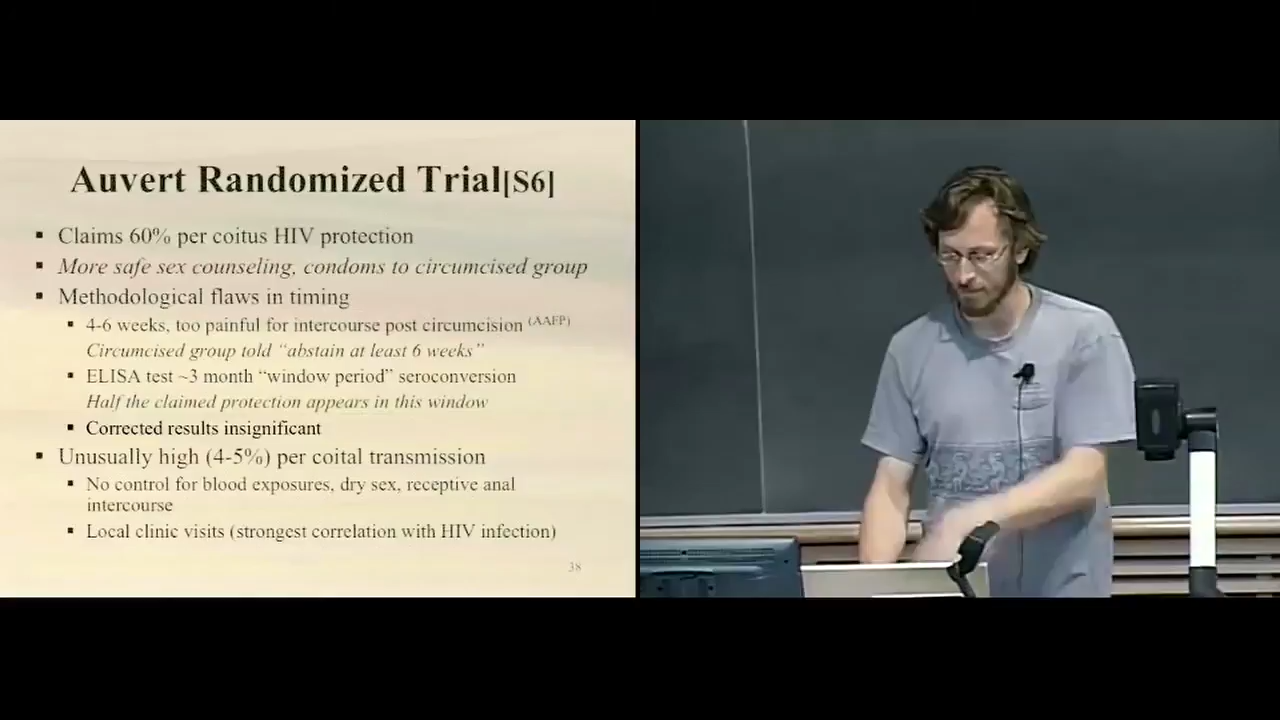 Auvert Randomized Trial[S6]
▪ Claims 60% per coitus HIV protection
▪ More safe sex counseling, condoms to circumcised group
▪ Methodological flaws in timing
▪ 4-6 weeks, too painful for intercourse post circumcision (AAFP)
Circumcised group told “abstain at least 6 weeks”
▪ ELISA test ~3 month “window period” seroconversion
Half the claimed protection appears in this window
▪ Corrected results insignificant
▪ Unusually high (4-5%) per coital transmission
▪ No control for blood exposures, dry sex, receptive anal
intercourse
▪ Local clinic visits (strongest correlation with HIV infection)
38